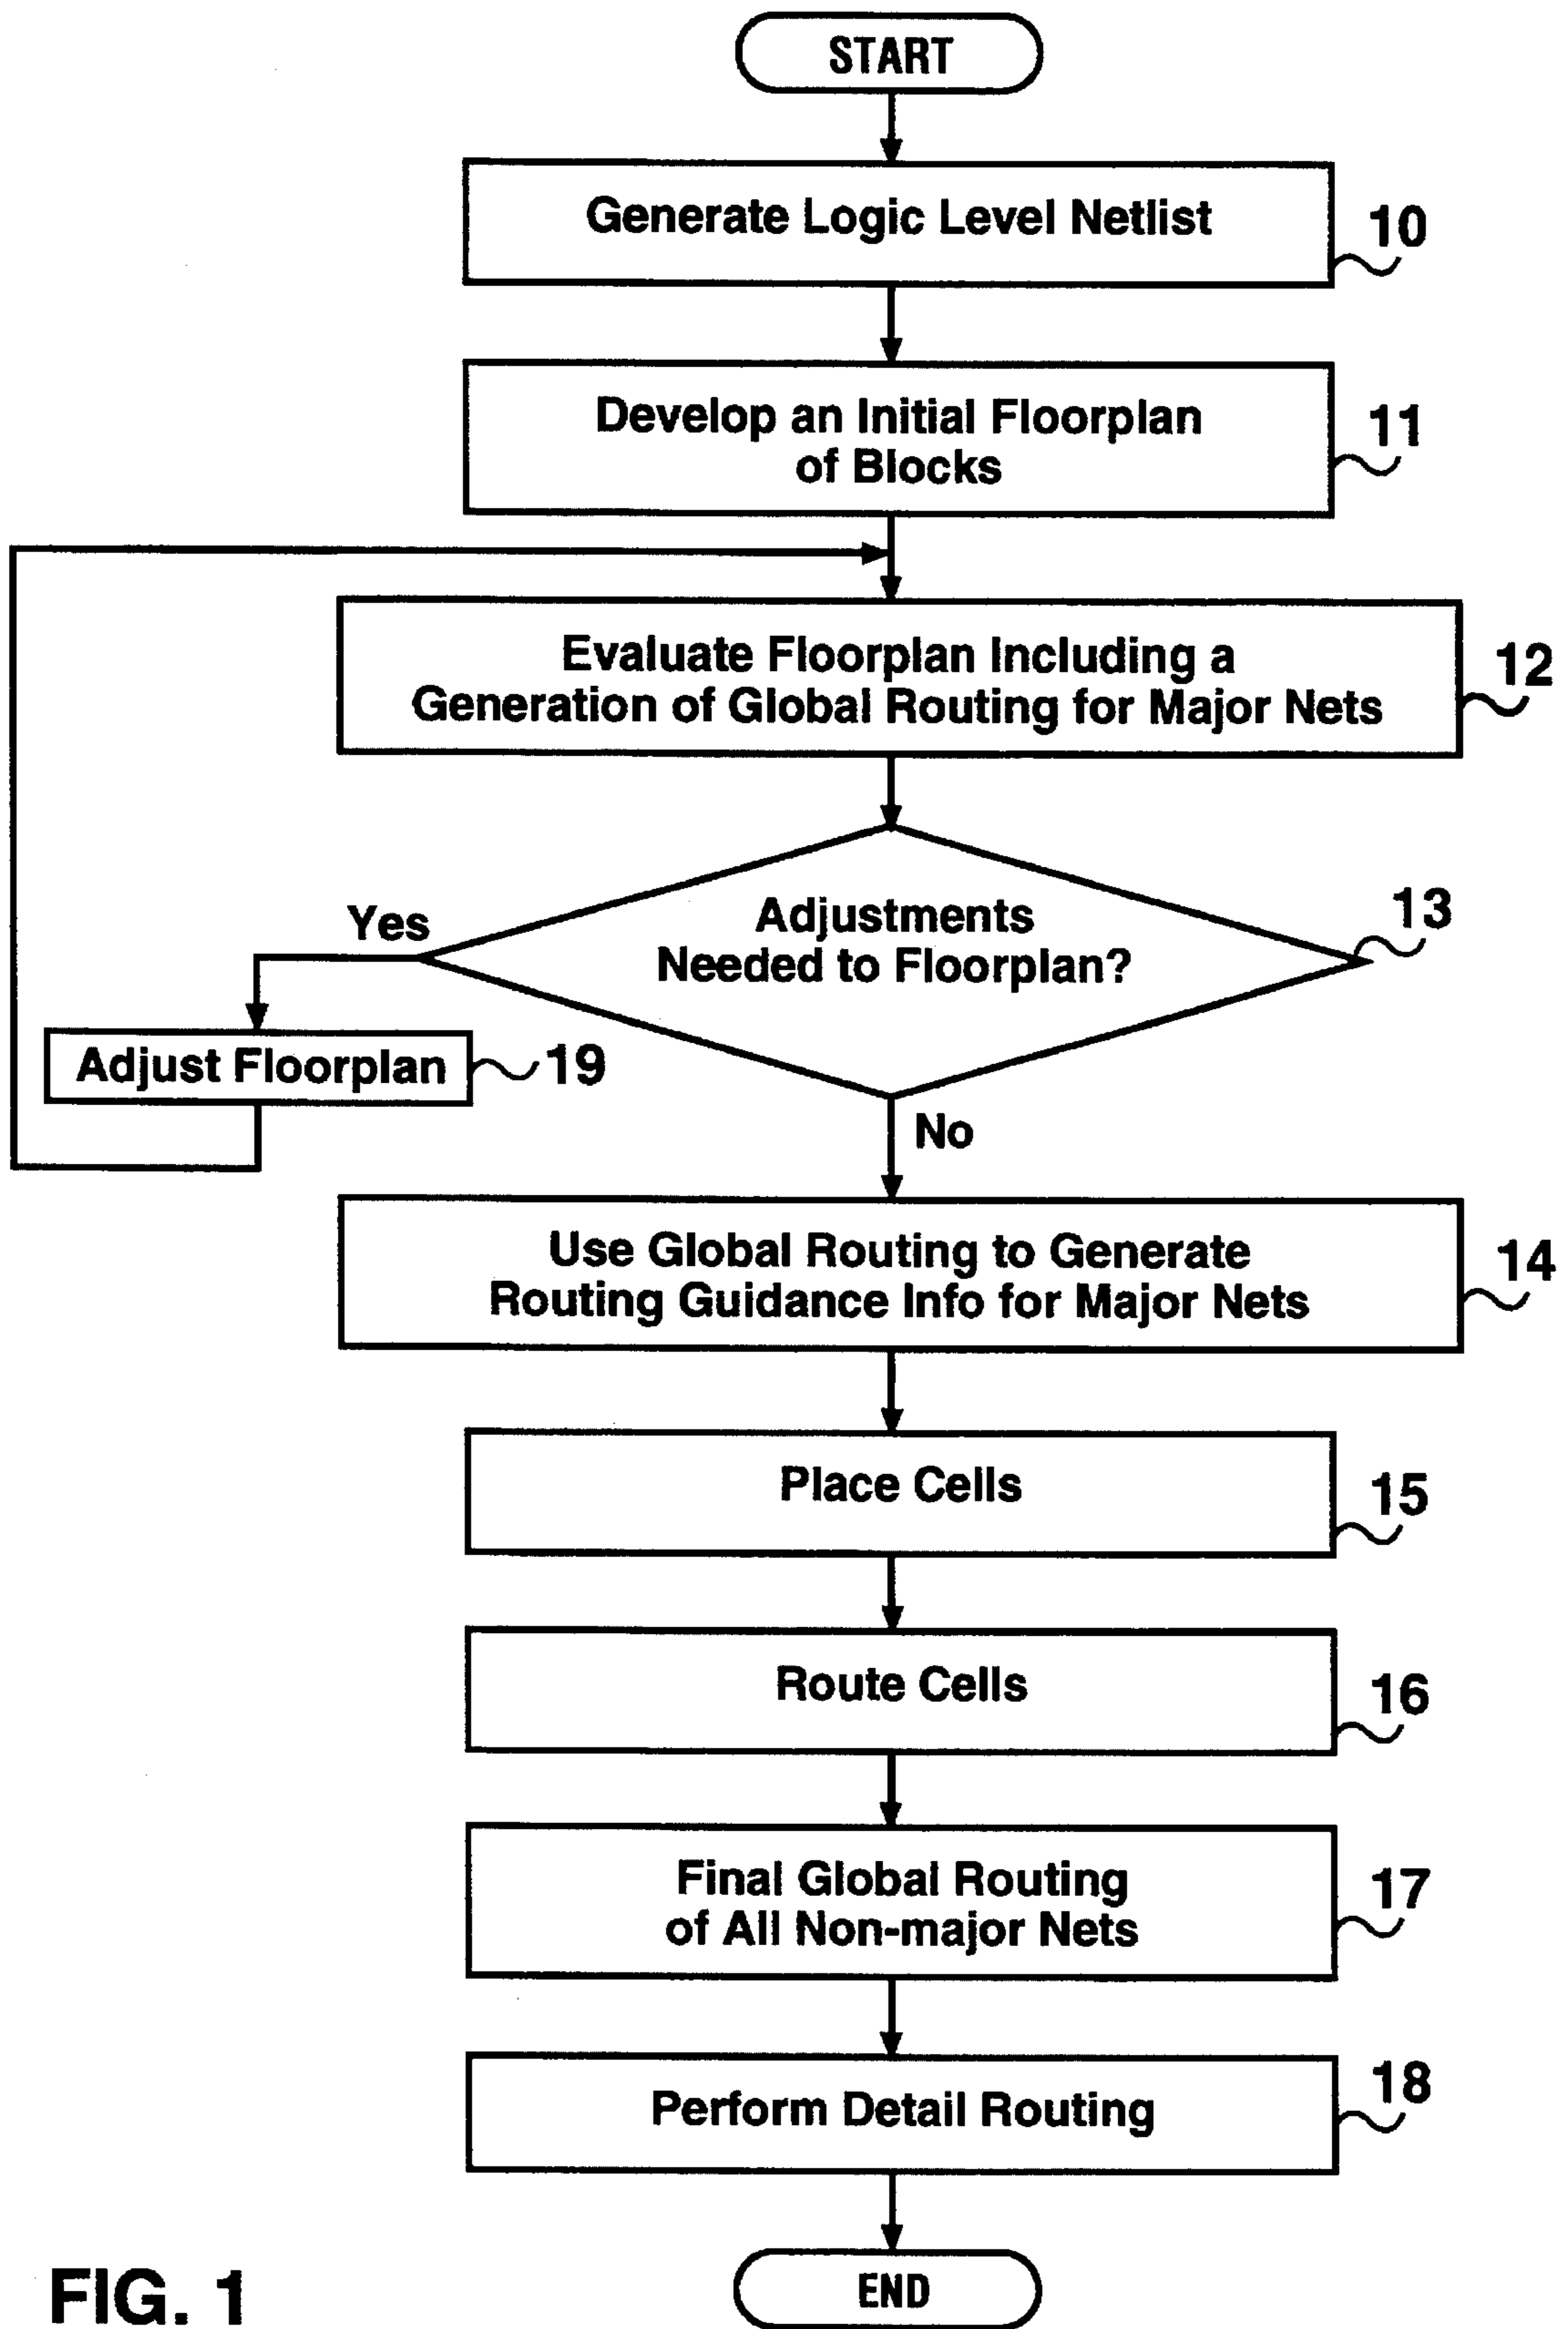 START
Generate Logic Level Netlist
10
Develop an Initial Floorplan
of Blocks
11
Evaluate Floorplan Including a
Generation of Global Routing for Major Nets
12
Adjustments
Needed to Floorplan?
13
Yes
Adjust Floorplan
19
No
Use Global Routing to Generate
Routing Guidance Info for Major Nets
14
Place Cells
15
Route Cells
16
Final Global Routing
of All Non-major Nets
17
Perform Detail Routing
18
END
FIG. 1